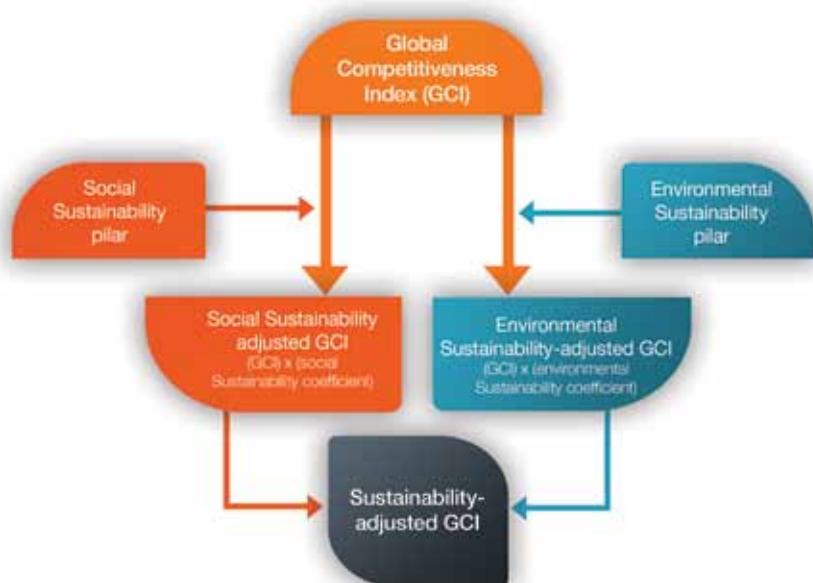 Global
Competitiveness
Index (GCI)
Social
Sustainability
pilar
Environmental
Sustainability
pilar
Social Sustainability
adjusted GCI
(GCI) x (social
Sustainability coefficient)
Environmental
Sustainability-adjusted GCI
(GCI) x (environmental
Sustainability coefficient)
Sustainability-
adjusted GCI